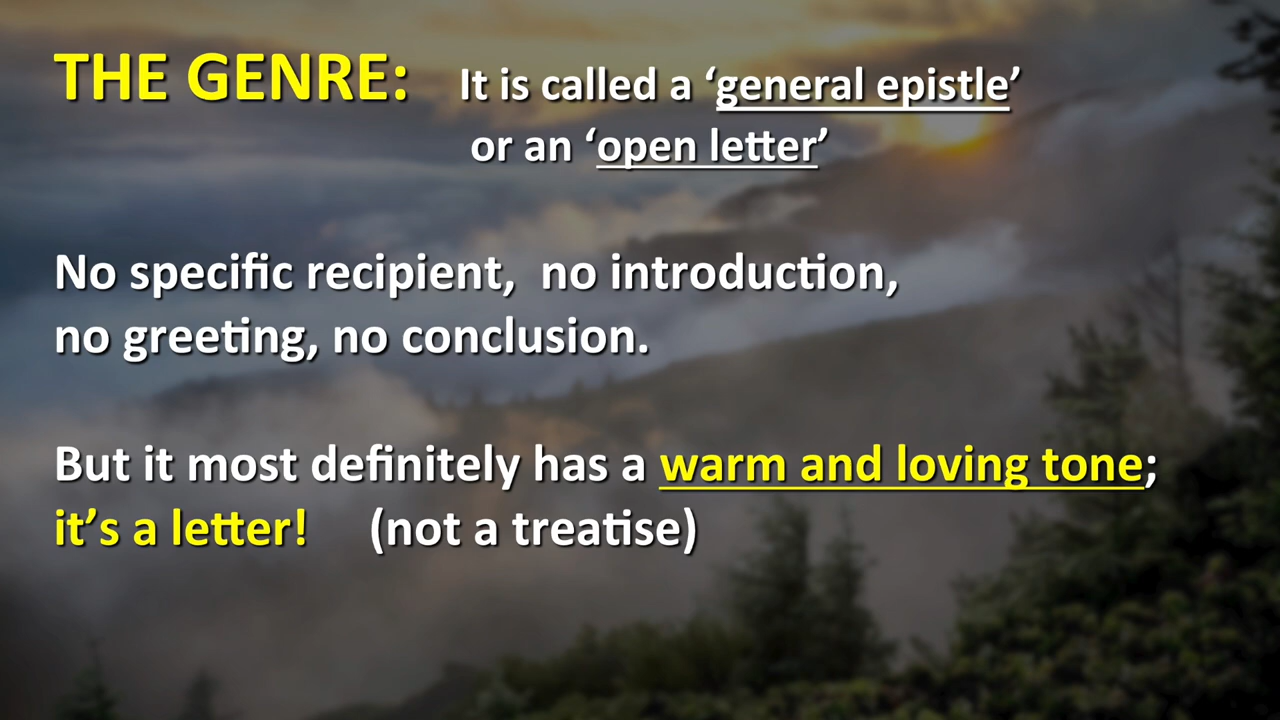 THE GENRE: It is called a ‘general epistle’
or an ‘open letter’
No specific recipient, no introduction,
no greeting, no conclusion.
But it most definitely has a warm and loving tone;
it’s a letter! (not a treatise)